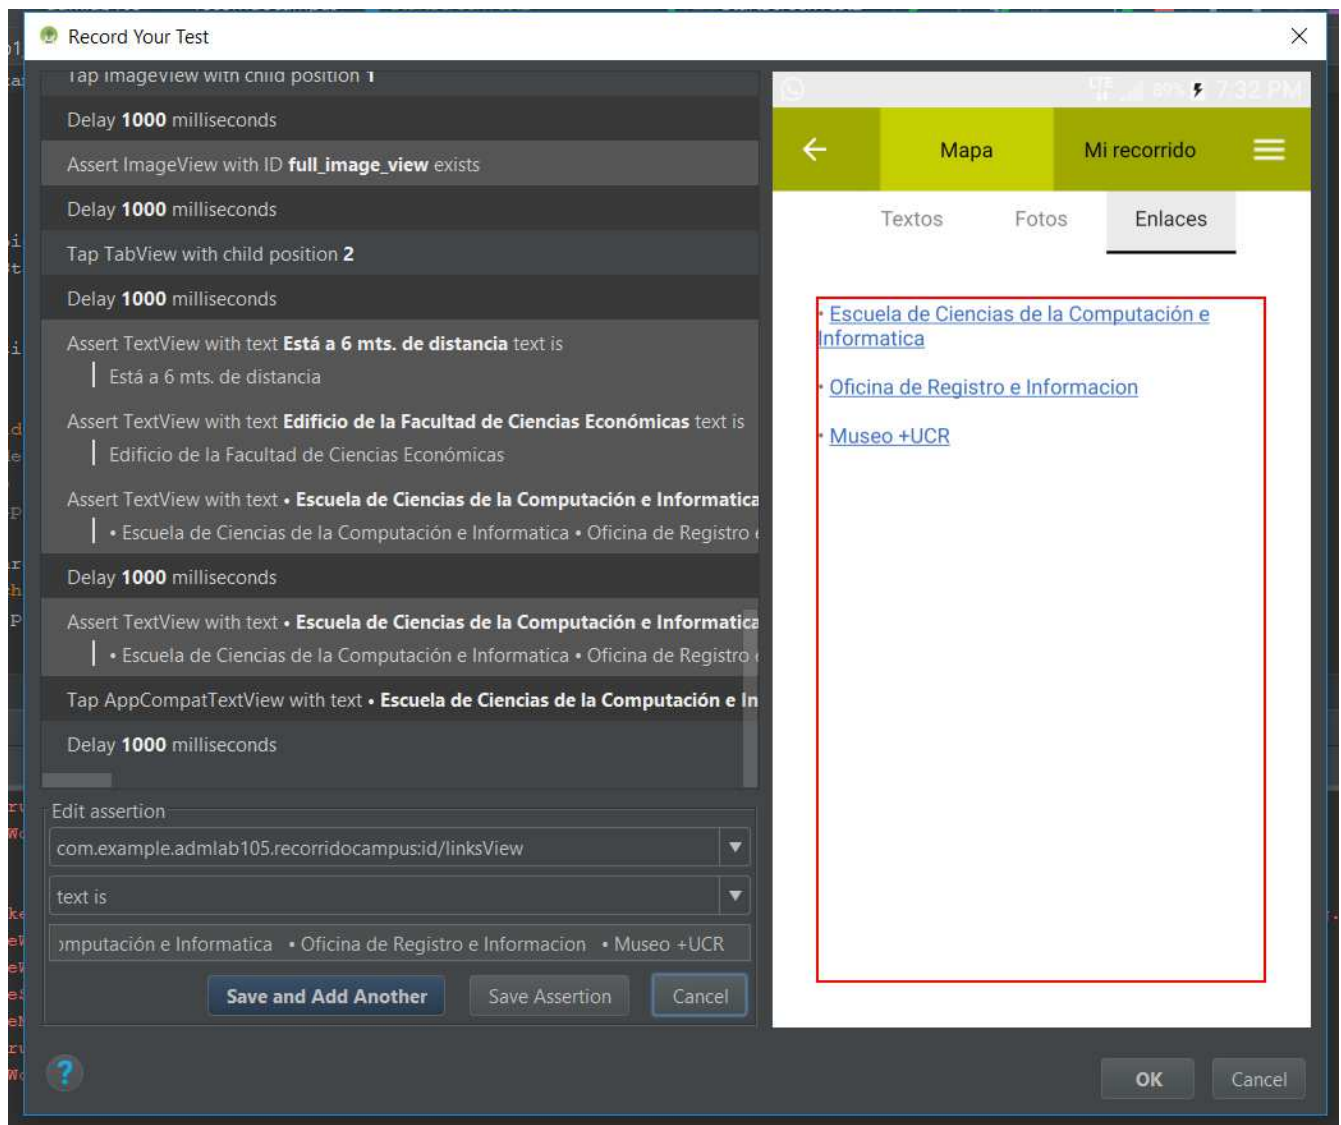 Record Your Test
Tap ImageView with child position 1
Delay 1000 milliseconds
Assert ImageView with ID full_image_view exists
Delay 1000 milliseconds
Tap TabView with child position 2
Delay 1000 milliseconds
Assert TextView with text Está a 6 mts. de distancia text is
Está a 6 mts. de distancia
Assert TextView with text Edificio de la Facultad de Ciencias Económicas text is
Edificio de la Facultad de Ciencias Económicas
Assert TextView with text • Escuela de Ciencias de la Computación e Informatica
• Escuela de Ciencias de la Computación e Informatica • Oficina de Registro
Delay 1000 milliseconds
Assert TextView with text • Escuela de Ciencias de la Computación e Informatica
• Escuela de Ciencias de la Computación e Informatica • Oficina de Registro
Tap AppCompatTextView with text • Escuela de Ciencias de la Computación e In
Delay 1000 milliseconds
Edit assertion
com.example.admlab105.recorridocampus:id/linksView
text is
omputación e Informatica • Oficina de Registro e Informacion • Museo +UCR
Save and Add Another Save Assertion Cancel
LTE 89% 7:32 PM
Mapa Mi recorrido
Textos Fotos Enlaces
• Escuela de Ciencias de la Computación e
Informatica
• Oficina de Registro e Informacion
• Museo +UCR
?
OK Cancel